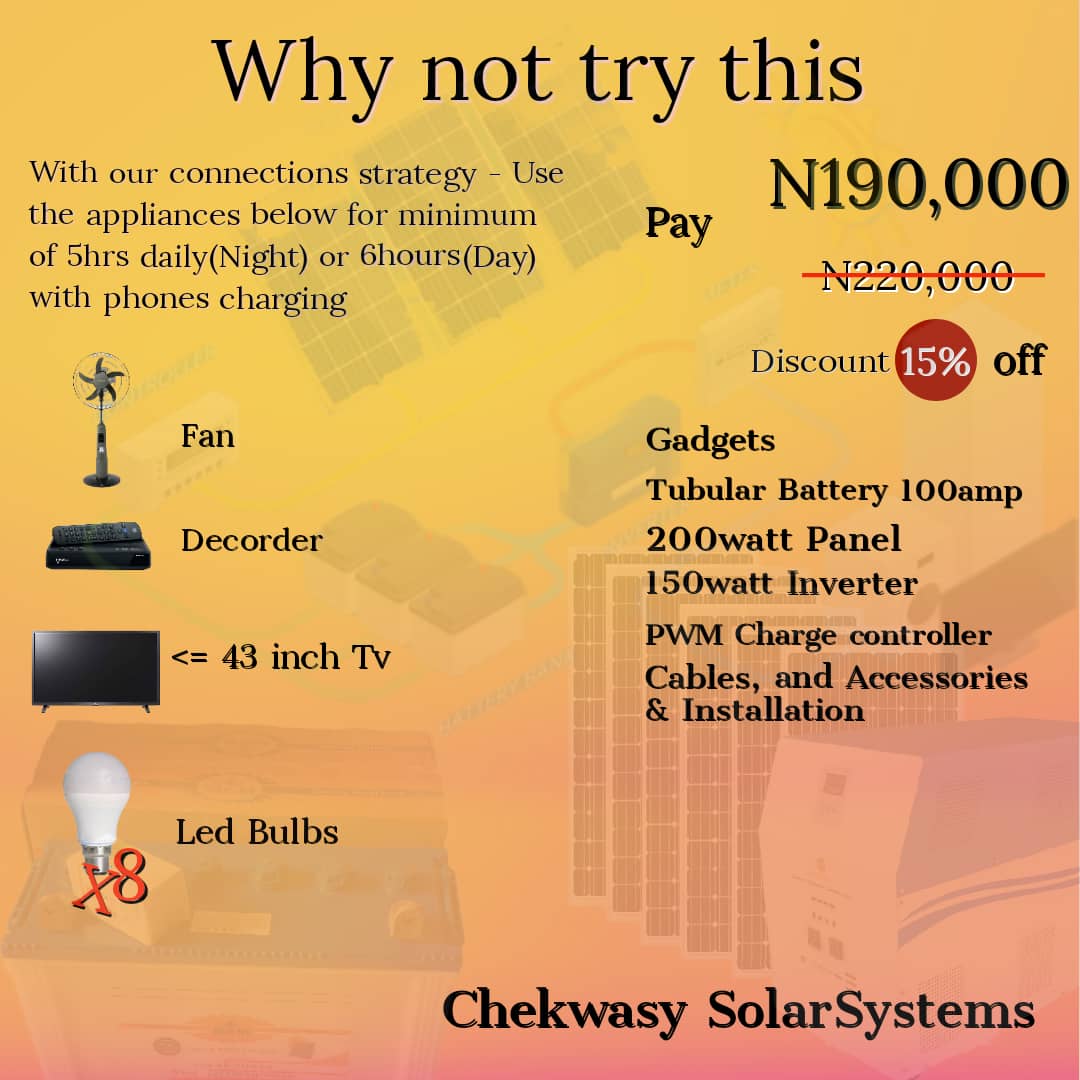 Why not try this
With our connections strategy - Use
the appliances below for minimum
of 5hrs daily(Night) or 6hours(Day)
with phones charging
Fan
Decorder
<= 43 inch Tv
Led Bulbs
X8
Pay
N190,000
N220,000
Discount 15% off
Gadgets
Tubular Battery 100amp
200watt Panel
150watt Inverter
PWM Charge controller
Cables, and Accessories
& Installation
Chekwasy SolarSystems